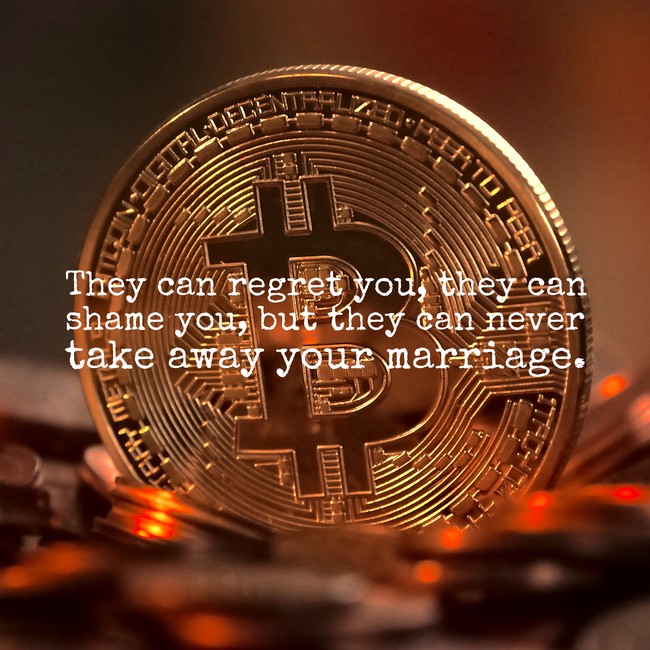 DIGITAL·DECENTRALIZED·PEER TO PEER
They can regret you, they can
shame you, but they can never
take away your marriage.